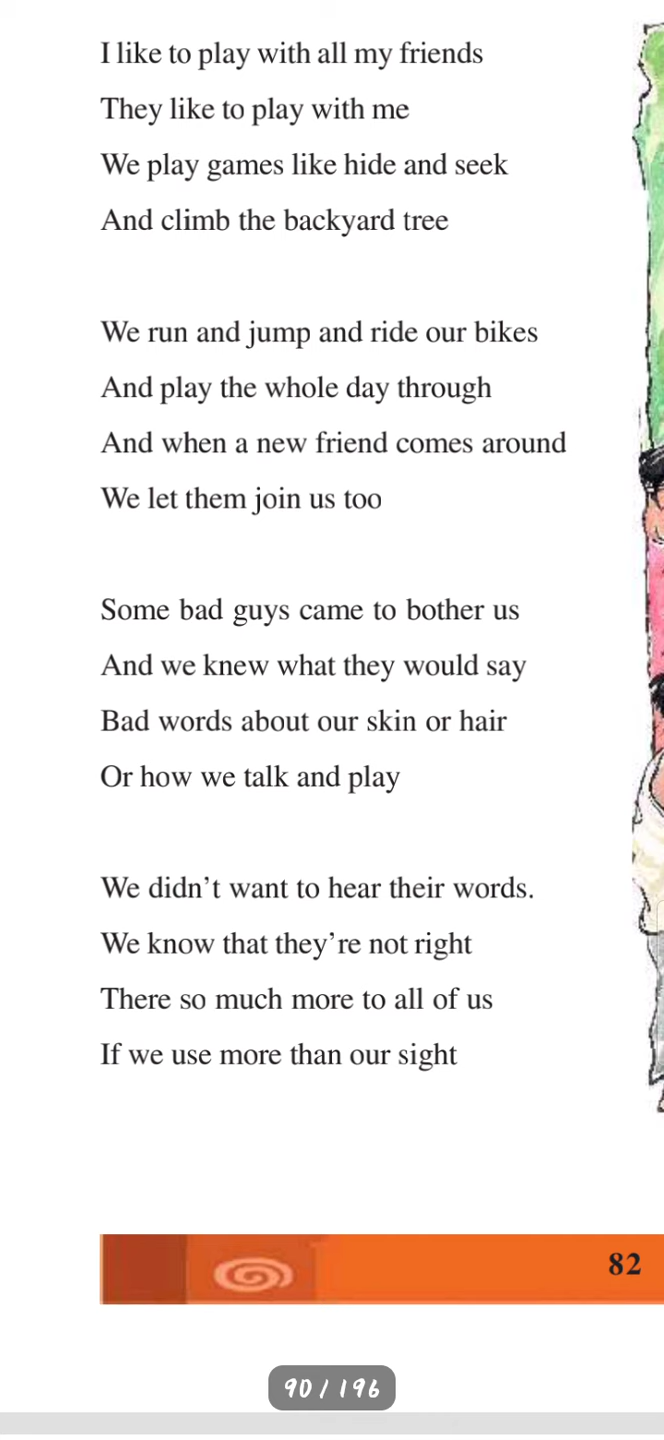 I like to play with all my friends
They like to play with me
We play games like hide and seek
And climb the backyard tree
We run and jump and ride our bikes
And play the whole day through
And when a new friend comes around
We let them join us too
Some bad guys came to bother us
And we knew what they would say
Bad words about our skin or hair
Or how we talk and play
We didn’t want to hear their words.
We know that they’re not right
There so much more to all of us
If we use more than our sight
82
90 / 196